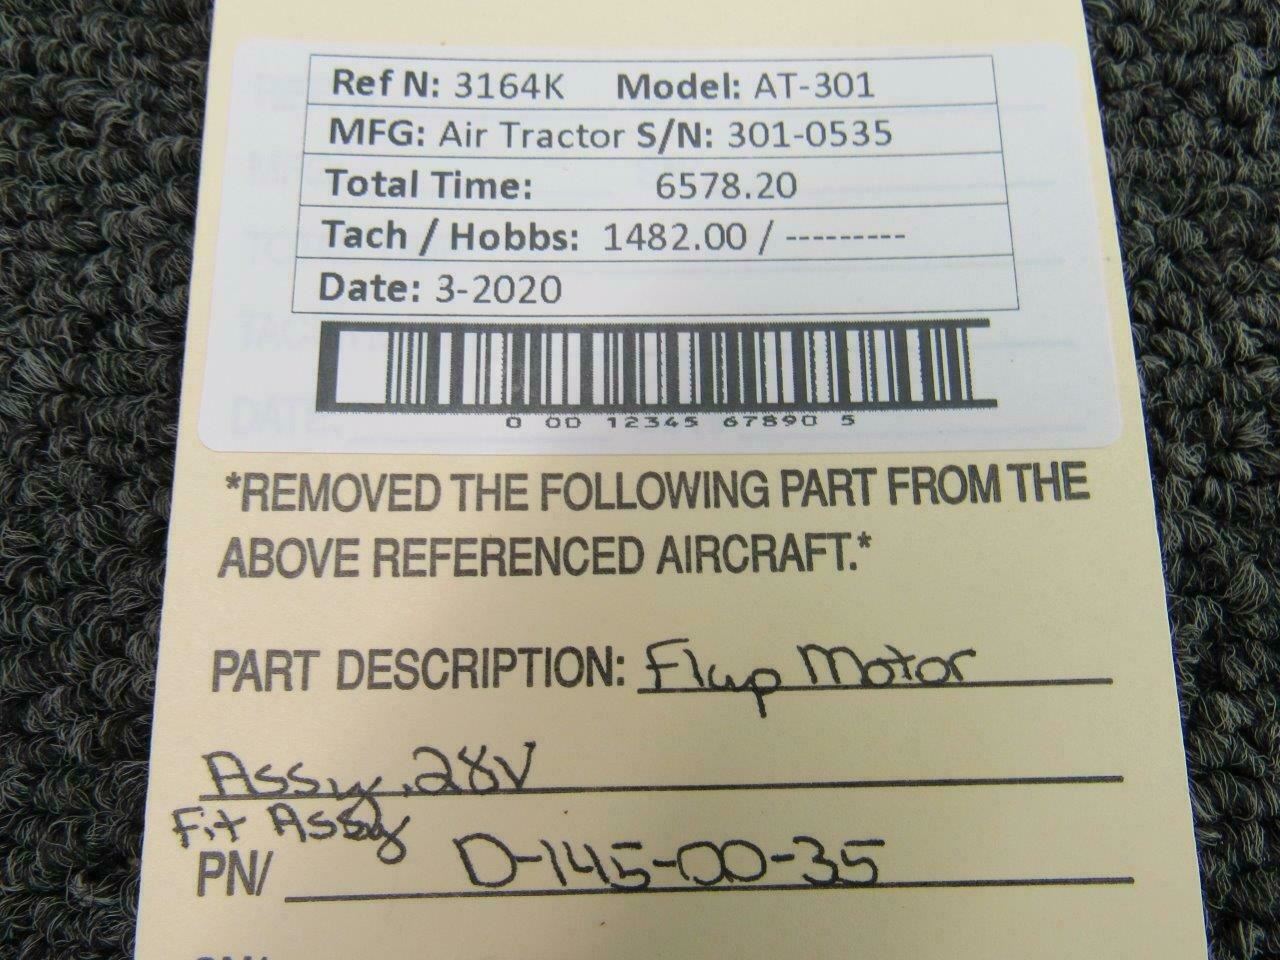 Ref N: 3164K Model: AT-301
MFG: Air Tractor S/N: 301-0535
Total Time: 6578.20
Tach / Hobbs: 1482.00 / ---------
Date: 3-2020
0 00 12345 67890 5
*REMOVED THE FOLLOWING PART FROM THE
ABOVE REFERENCED AIRCRAFT.*
PART DESCRIPTION: Flap Motor
Assy, 28V
Fit Assy
PN/ D-145-00-35